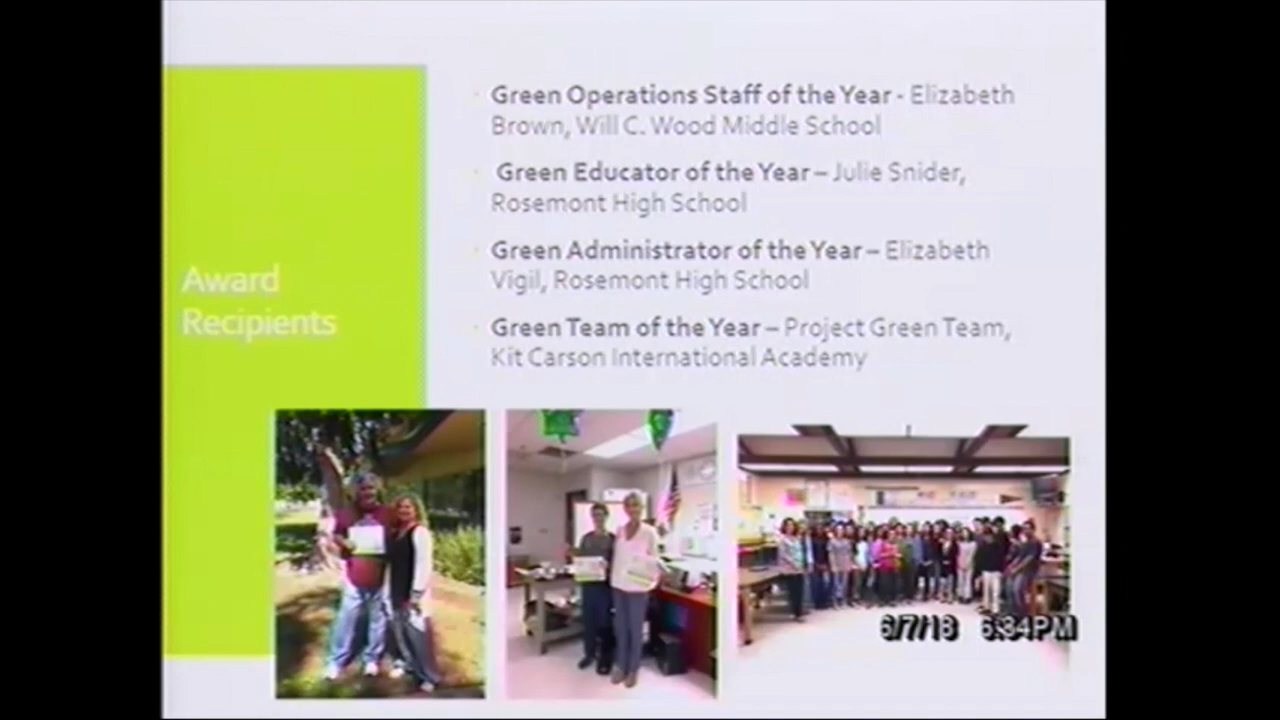 Award
Recipients
Green Operations Staff of the Year - Elizabeth
Brown, Will C. Wood Middle School
Green Educator of the Year – Julie Snider,
Rosemont High School
Green Administrator of the Year – Elizabeth
Vigil, Rosemont High School
Green Team of the Year – Project Green Team,
Kit Carson International Academy
6/7/18 6:34PM